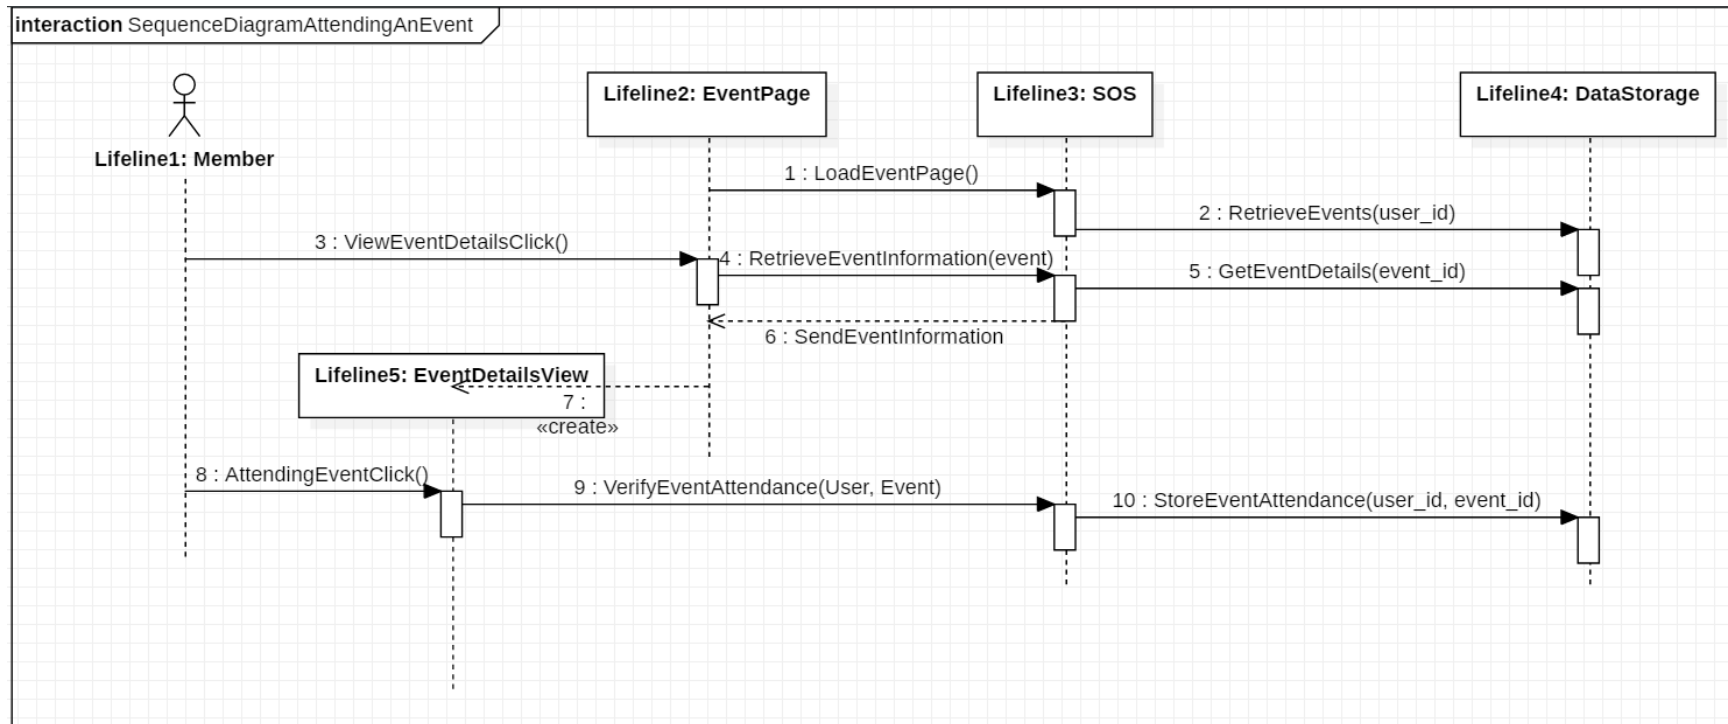 interaction SequenceDiagramAttendingAnEvent
Lifeline2: EventPage
Lifeline3: SOS
Lifeline4: DataStorage
Lifeline1: Member
1 : LoadEventPage()
2 : RetrieveEvents(user_id)
3 : ViewEventDetailsClick()
4 : RetrieveEventInformation(event)
5 : GetEventDetails(event_id)
6 : SendEventInformation
Lifeline5: EventDetailsView
7 :
«create»
8 : AttendingEventClick()
9 : VerifyEventAttendance(User, Event)
10 : StoreEventAttendance(user_id, event_id)